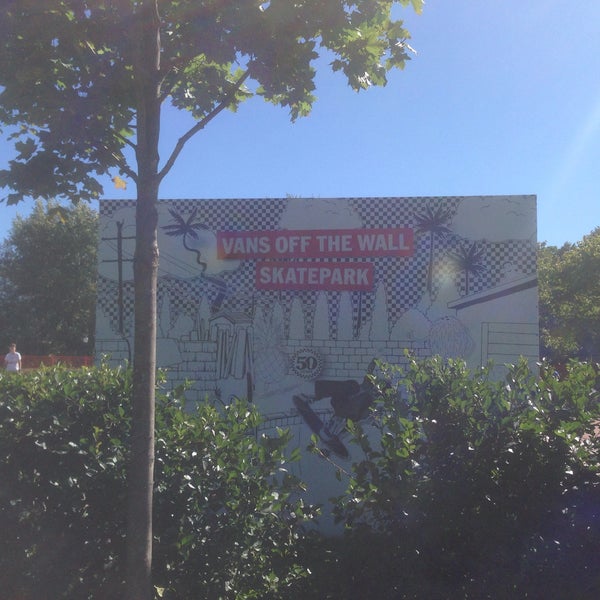 VANS OFF THE WALL
SKATEPARK
50